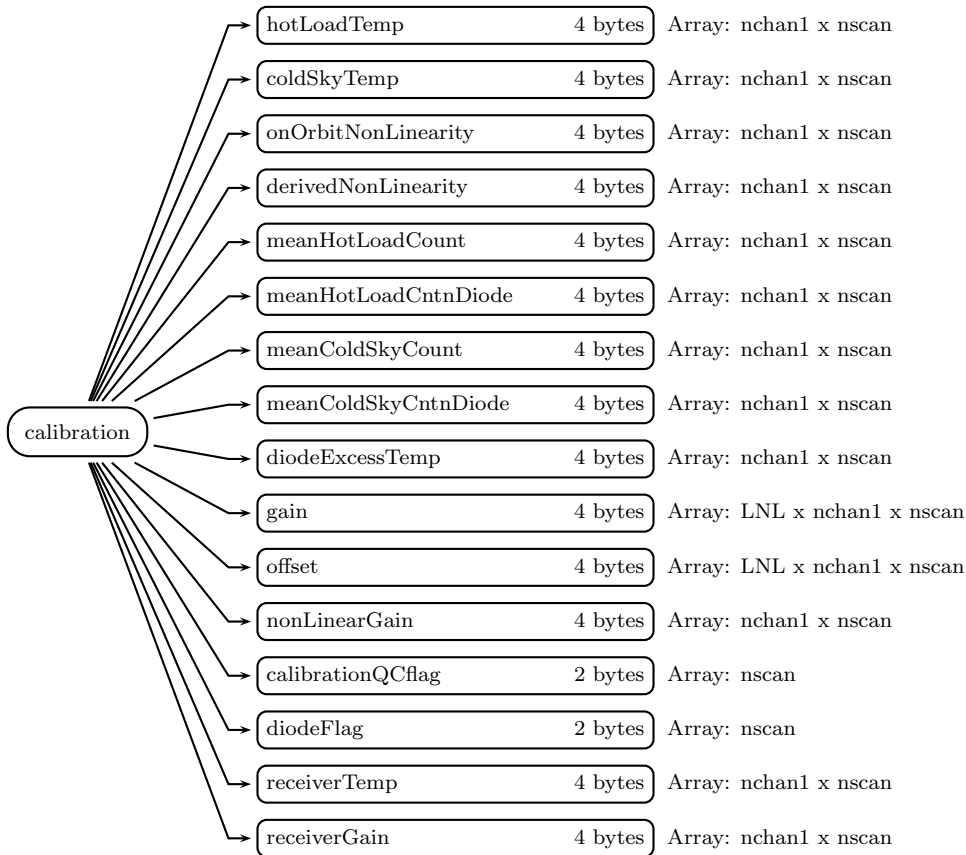 hotLoadTemp 4 bytes Array: nchan1 x nscan
coldSkyTemp 4 bytes Array: nchan1 x nscan
onOrbitNonLinearity 4 bytes Array: nchan1 x nscan
derivedNonLinearity 4 bytes Array: nchan1 x nscan
meanHotLoadCount 4 bytes Array: nchan1 x nscan
meanHotLoadCntnDiode 4 bytes Array: nchan1 x nscan
meanColdSkyCount 4 bytes Array: nchan1 x nscan
meanColdSkyCntnDiode 4 bytes Array: nchan1 x nscan
calibration
diodeExcessTemp 4 bytes Array: nchan1 x nscan
gain 4 bytes Array: LNL x nchan1 x nscan
offset 4 bytes Array: LNL x nchan1 x nscan
nonLinearGain 4 bytes Array: nchan1 x nscan
calibrationQCflag 2 bytes Array: nscan
diodeFlag 2 bytes Array: nscan
receiverTemp 4 bytes Array: nchan1 x nscan
receiverGain 4 bytes Array: nchan1 x nscan